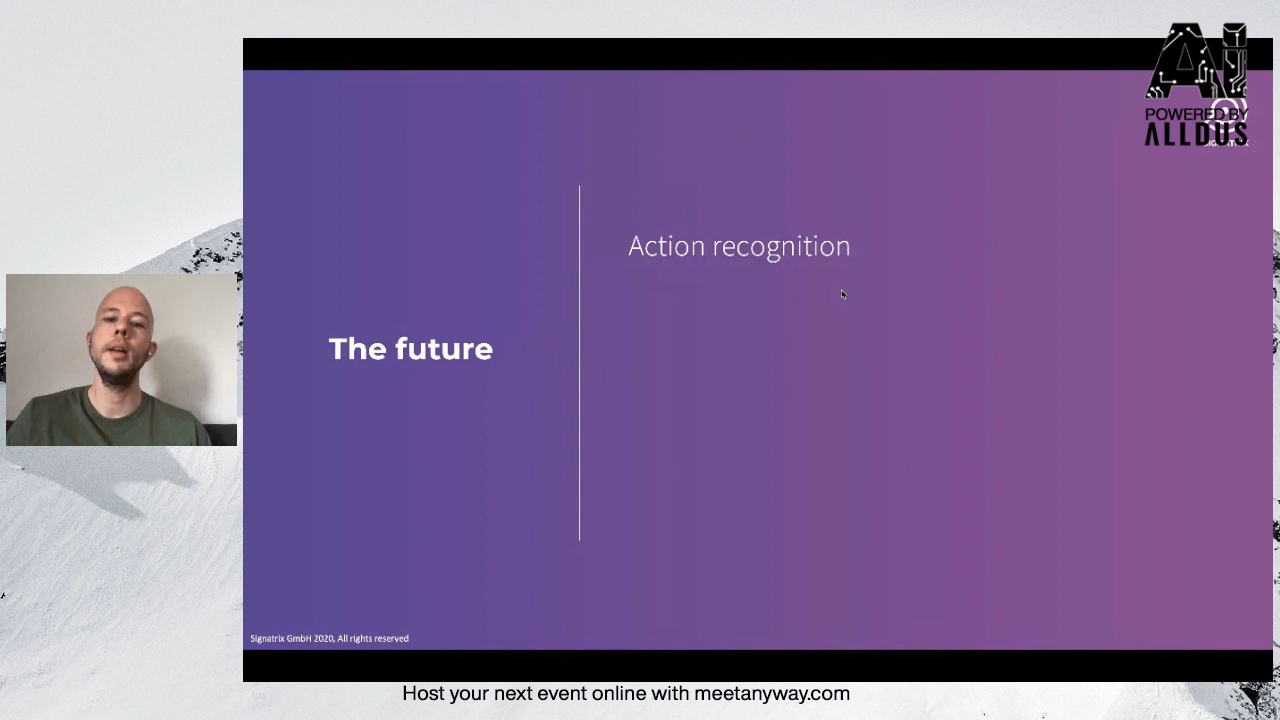 AI
POWERED BY
ALLDUS
Action recognition
The future
Signatrix GmbH 2020, All rights reserved
Host your next event online with meetanyway.com